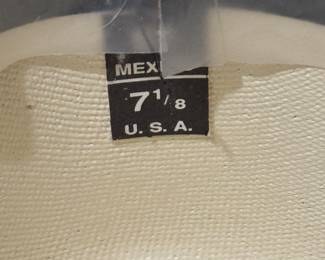 MEX
7 1/8
U. S. A.